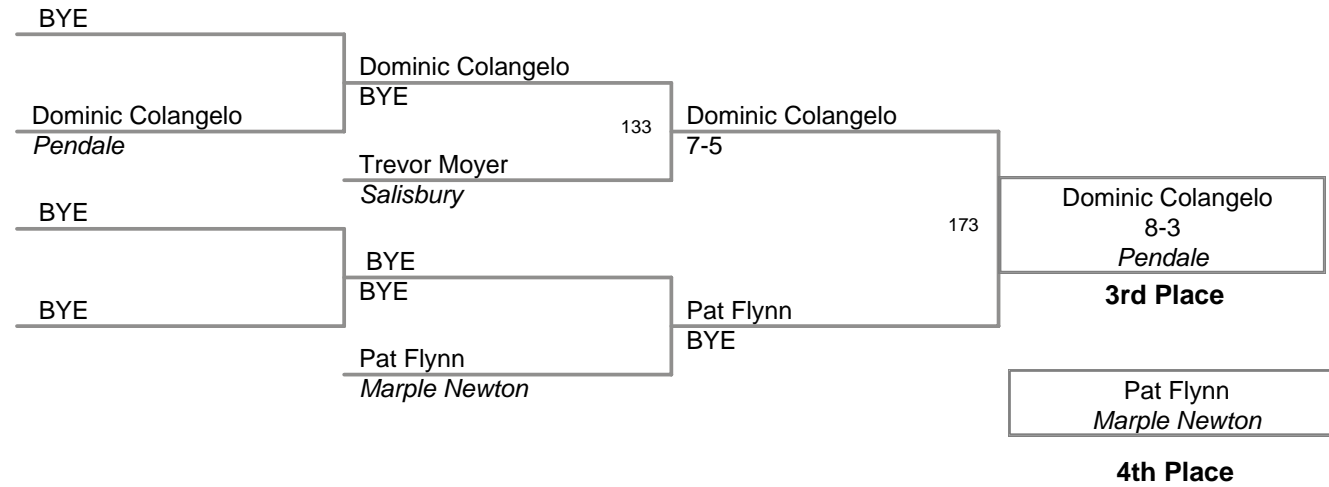 BYE
Dominic Colangelo
Pendale
BYE
BYE
Dominic Colangelo
BYE
Trevor Moyer
Salisbury
BYE
BYE
Pat Flynn
Marple Newton
133
Dominic Colangelo
7-5
Pat Flynn
BYE
173
Dominic Colangelo
8-3
Pendale
3rd Place
Pat Flynn
Marple Newton
4th Place